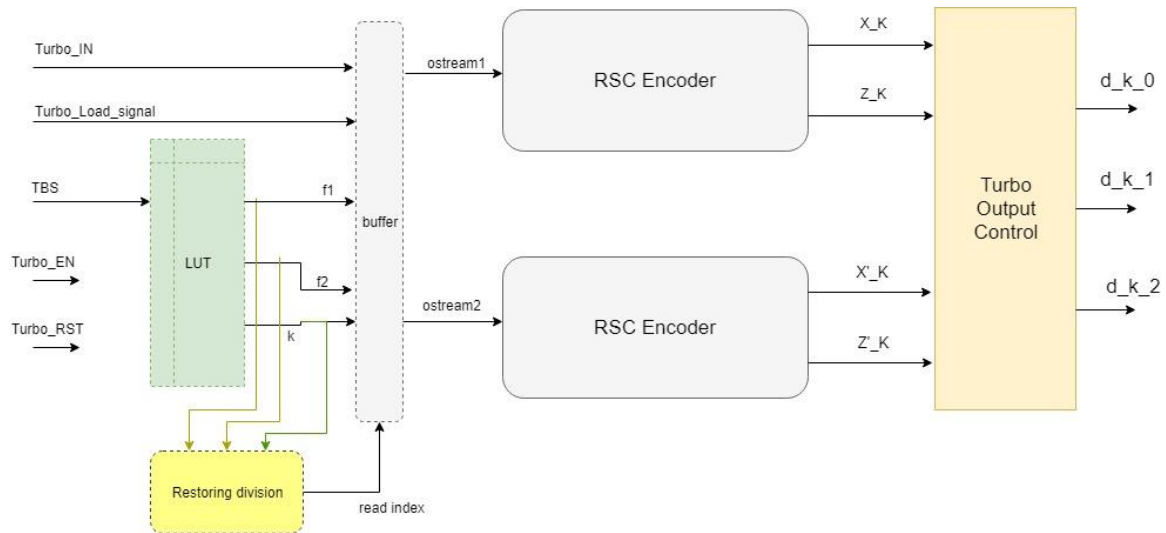 Turbo_IN
Turbo_Load_signal
TBS
Turbo_EN
Turbo_RST
LUT
f1
f2
k
Restoring division
read index
buffer
ostream1
ostream2
RSC Encoder
RSC Encoder
X_K
Z_K
X'_K
Z'_K
Turbo
Output
Control
d_k_0
d_k_1
d_k_2